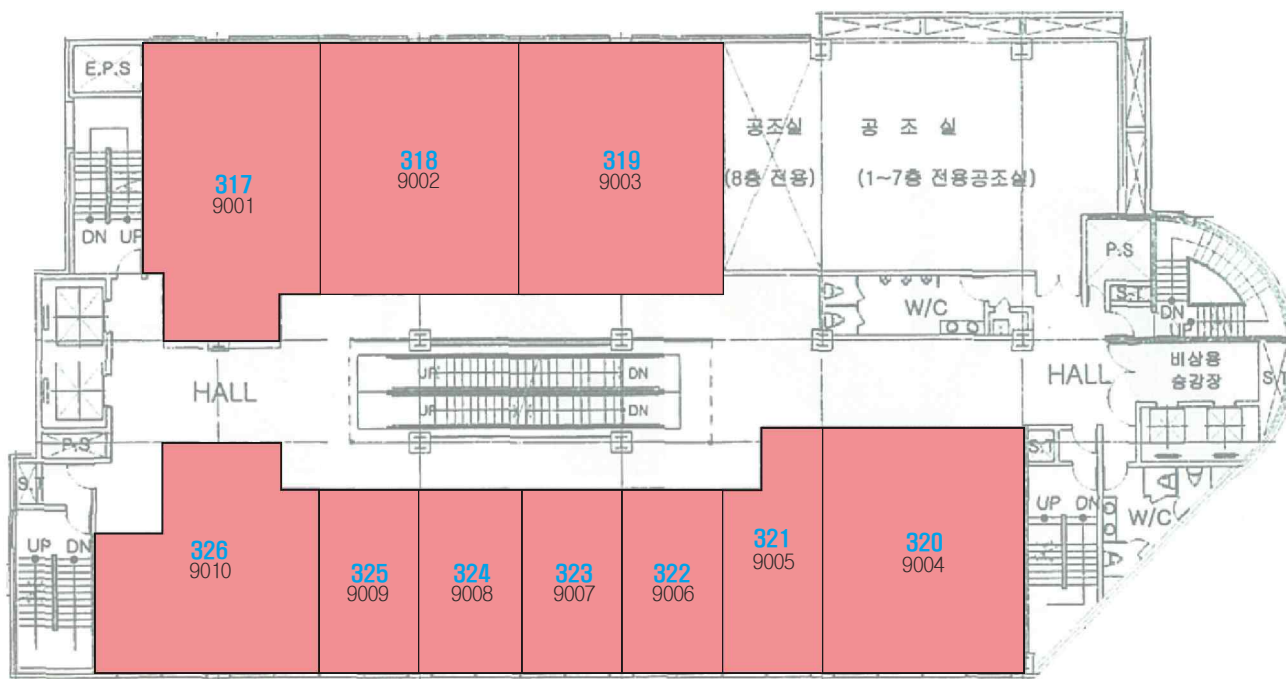 E.P.S
317
9001
318
9002
319
9003
공조실
(8층 전용)
공 조 실
(1~7층 전용공조실)
DN UP
P.S
S.T
W/C
DN
UP
비상용
승강장
S.T
HALL
UP
DN
UP
DN
HALL
P.S
S.T
UP DN
326
9010
325
9009
324
9008
323
9007
322
9006
321
9005
320
9004
S.T
UP DN
W/C